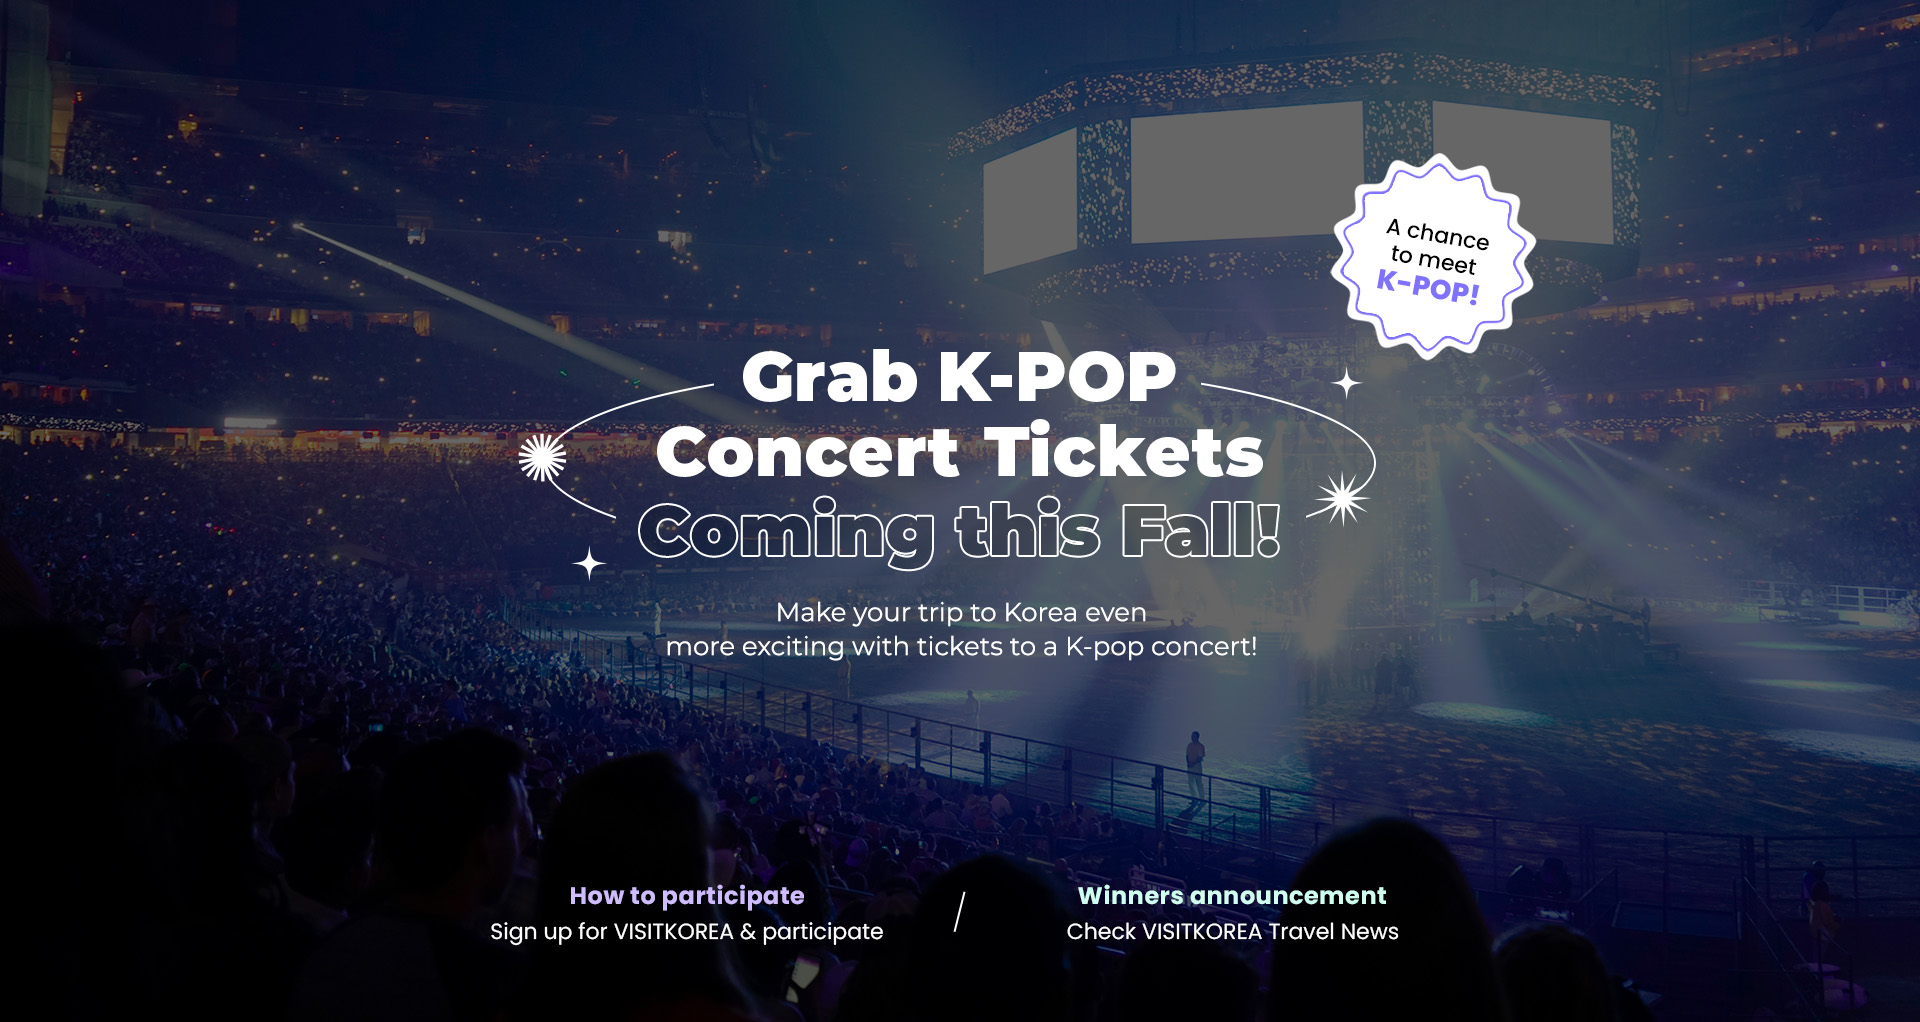 A chance
to meet
K-POP!
Grab K-POP
Concert Tickets
Coming this Fall!
Make your trip to Korea even
more exciting with tickets to a K-pop concert!
How to participate
Sign up for VISITKOREA & participate
/
Winners announcement
Check VISITKOREA Travel News